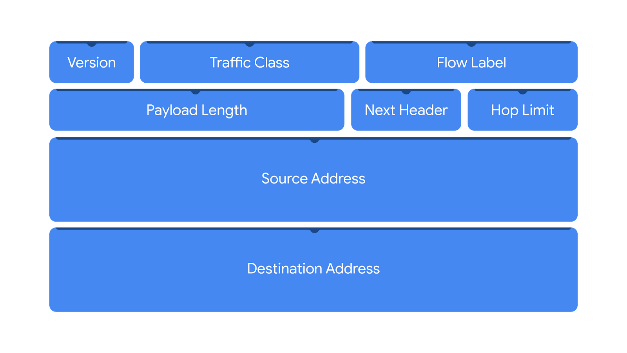 Version
Traffic Class
Flow Label
Payload Length
Next Header
Hop Limit
Source Address
Destination Address